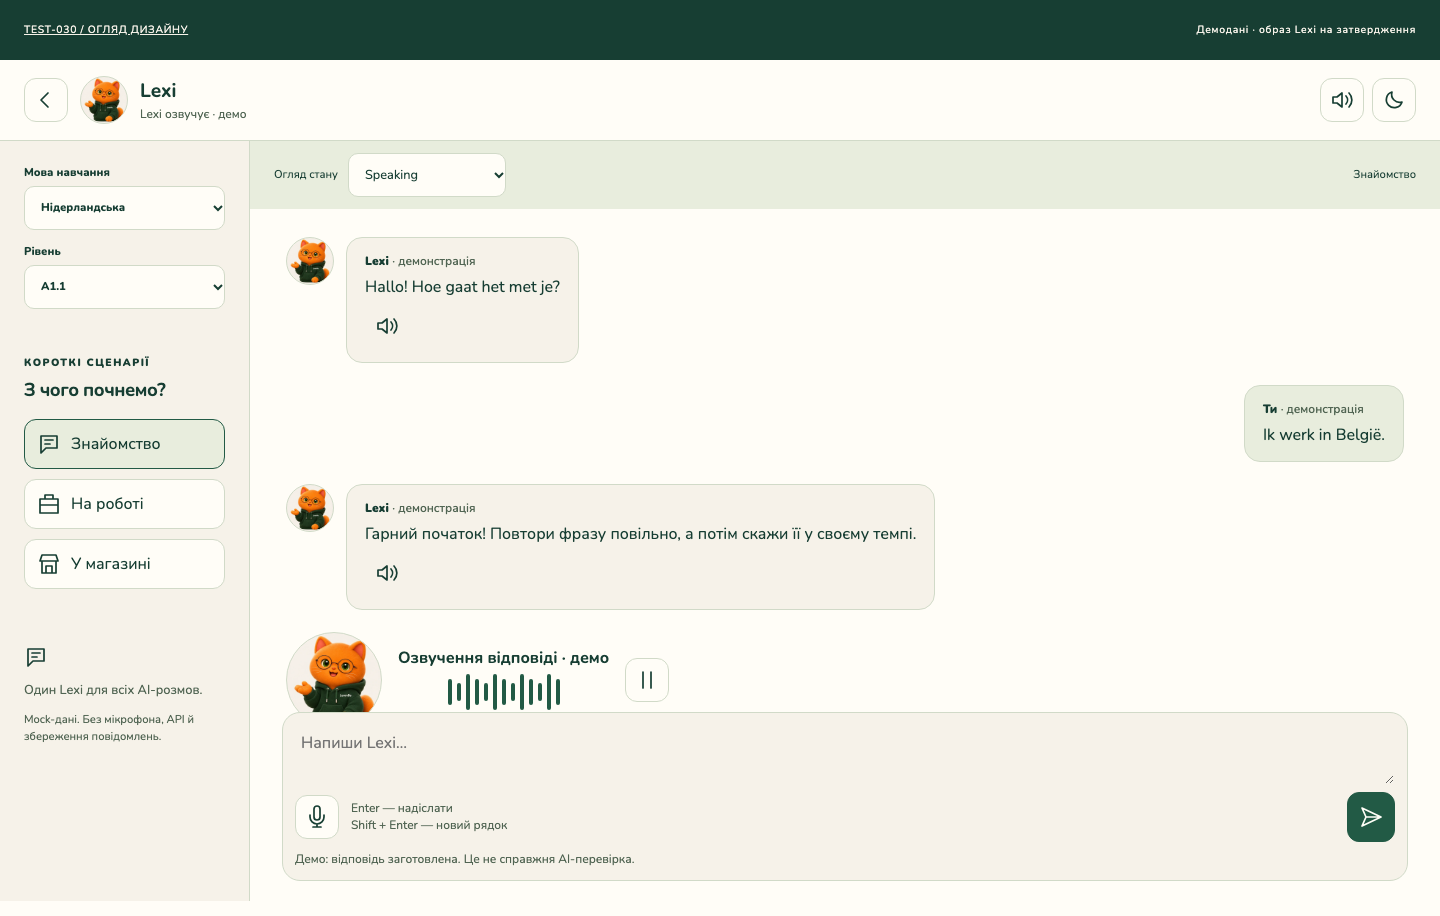 TEST-030 / ОГЛЯД ДИЗАЙНУ
Демодані · образ Lexi на затвердження
Lexi
Lexi озвучує · демо
Мова навчання
Нідерландська
Рівень
A1.1
КОРОТКІ СЦЕНАРІЇ
З чого почнемо?
Знайомство
На роботі
У магазині
Один Lexi для всіх AI-розмов.
Mock-дані. Без мікрофона, API й
збереження повідомлень.
Огляд стану
Speaking
Знайомство
Lexi · демонстрація
Hallo! Hoe gaat het met je?
Ти · демонстрація
Ik werk in België.
Lexi · демонстрація
Гарний початок! Повтори фразу повільно, а потім скажи її у своєму темпі.
Озвучення відповіді · демо
Напиши Lexi...
Enter — надіслати
Shift + Enter — новий рядок
Демо: відповідь заготовлена. Це не справжня AI-перевірка.